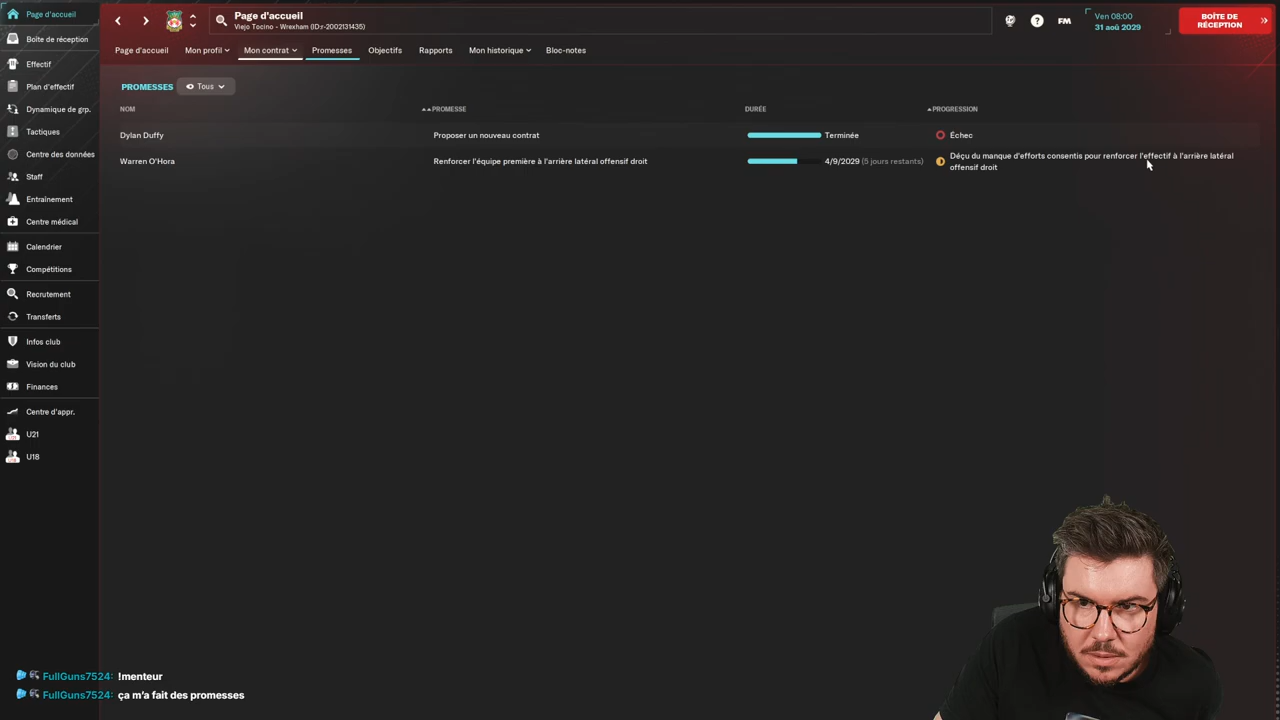 Page d'accueil
Page d'accueil
Viejo Tocino - Wrexham (ID:r-2002131435)
FM
Ven 08:00
31 aoû 2029
BOÎTE DE
RÉCEPTION
Boîte de réception
Page d'accueil
Mon profil
Mon contrat
Promesses
Objectifs
Rapports
Mon historique
Bloc-notes
Effectif
Plan d'effectif
Dynamique de grp.
Tactiques
Centre des données
Staff
Entraînement
Centre médical
Calendrier
Compétitions
Recrutement
Transferts
Infos club
Vision du club
Finances
Centre d'appr.
U21
U18
PROMESSES
Tous
NOM
PROMESSE
DURÉE
PROGRESSION
Dylan Duffy
Proposer un nouveau contrat
Terminée
Échec
Warren O'Hora
Renforcer l'équipe première à l'arrière latéral offensif droit
4/9/2029 (5 jours restants)
Déçu du manque d'efforts consentis pour renforcer l'effectif à l'arrière latéral
offensif droit
FullGuns7524: !menteur
FullGuns7524: ça m'a fait des promesses